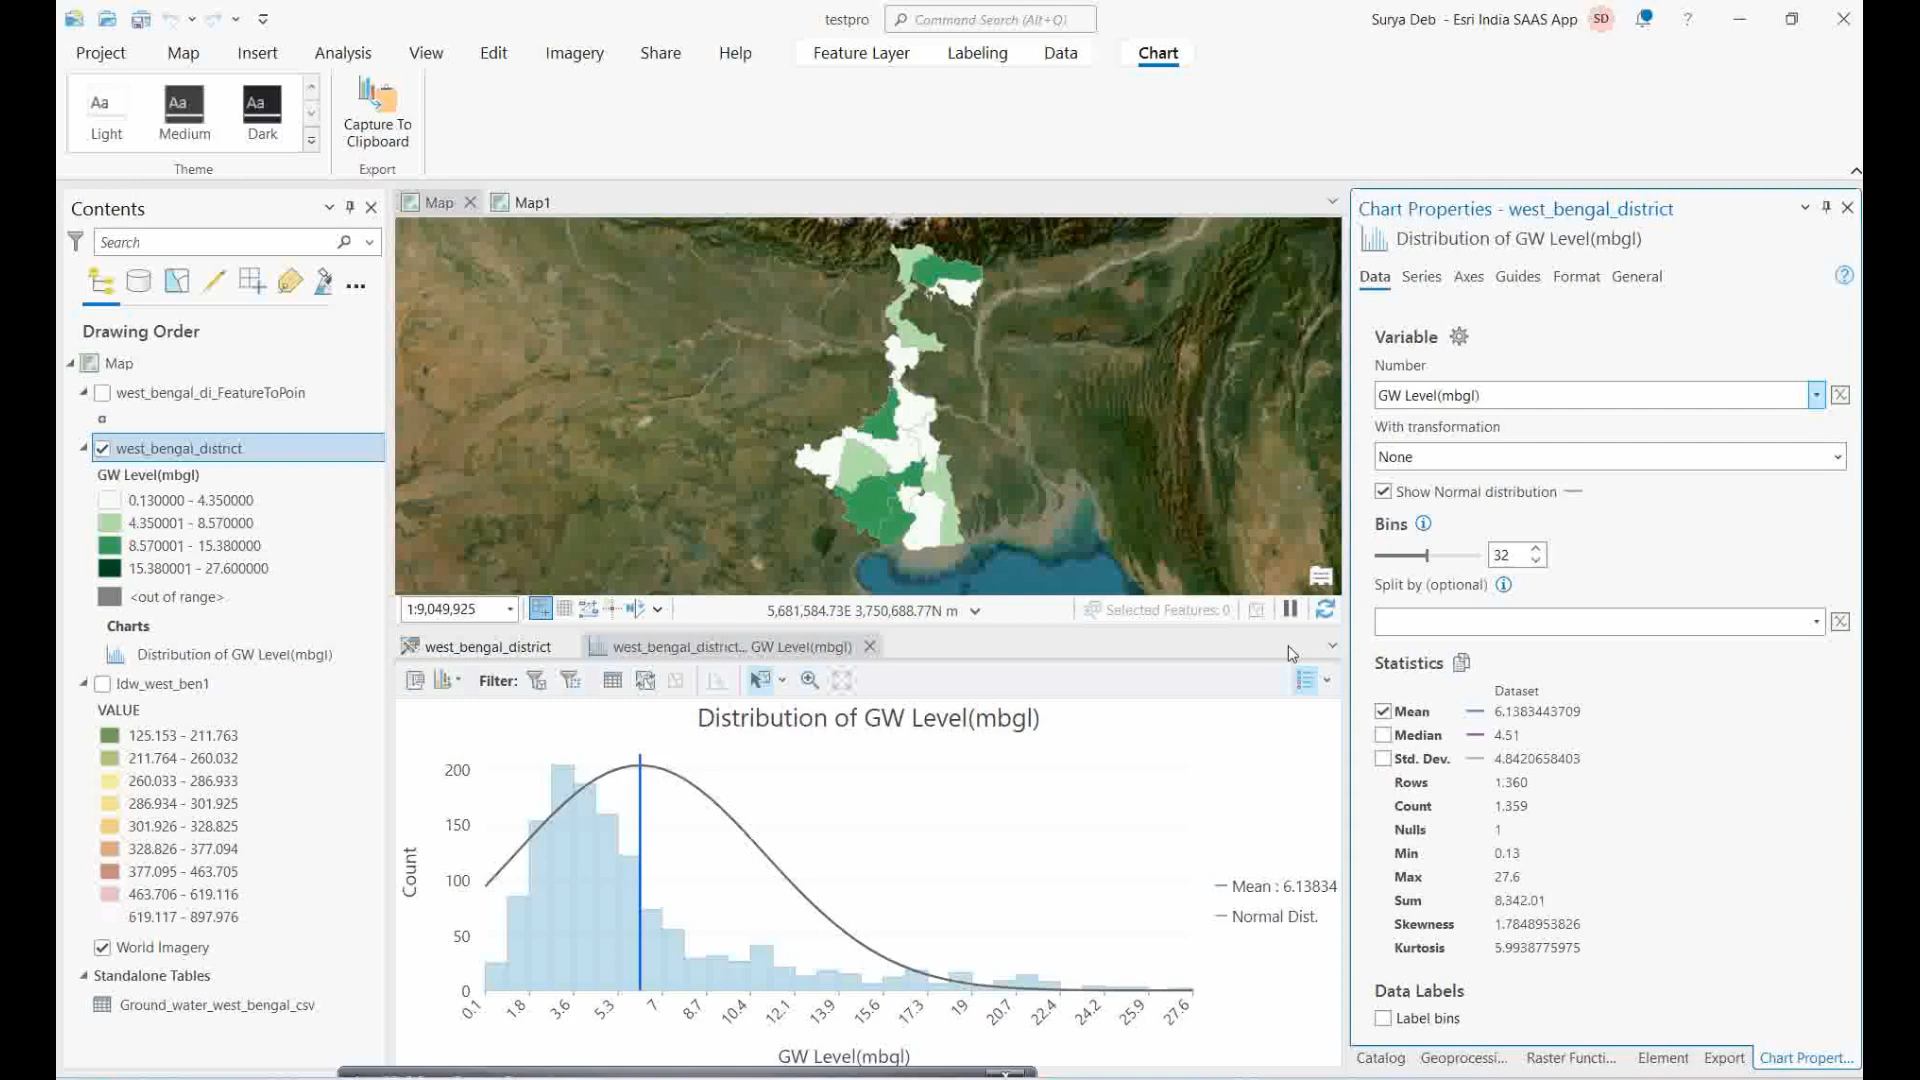 testpro
Command Search (Alt+Q)
Surya Deb - Esri India SAAS App
SD
?
Project
Map
Insert
Analysis
View
Edit
Imagery
Share
Help
Feature Layer
Labeling
Data
Chart
Aa
Aa
Aa
Light
Medium
Dark
Theme
Capture To
Clipboard
Export
Contents
Search
Drawing Order
Map
west_bengal_di_FeatureToPoin
west_bengal_district
GW Level(mbgl)
0.130000 - 4.350000
4.350001 - 8.570000
8.570001 - 15.380000
15.380001 - 27.600000
<out of range>
Charts
Distribution of GW Level(mbgl)
Idw_west_ben1
VALUE
125.153 - 211.763
211.764 - 260.032
260.033 - 286.933
286.934 - 301.925
301.926 - 328.825
328.826 - 377.094
377.095 - 463.705
463.706 - 619.116
619.117 - 897.976
World Imagery
Standalone Tables
Ground_water_west_bengal_csv
Map
Map1
1:9,049,925
5,681,584.73E 3,750,688.77N m
Selected Features: 0
west_bengal_district
west_bengal_district... GW Level(mbgl)
Filter:
Distribution of GW Level(mbgl)
Count
200
150
100
50
0
0.1
1.8
3.6
5.3
7
8.7
10.4
12.1
13.9
15.6
17.3
19
20.7
22.4
24.2
25.9
27.6
GW Level(mbgl)
Mean : 6.13834
Normal Dist.
Chart Properties - west_bengal_district
Distribution of GW Level(mbgl)
Data
Series
Axes
Guides
Format
General
Variable
Number
GW Level(mbgl)
With transformation
None
Show Normal distribution
Bins
32
Split by (optional)
Statistics
Dataset
Mean 6.1383443709
Median 4.51
Std. Dev. 4.8420658403
Rows 1,360
Count 1,359
Nulls 1
Min 0.13
Max 27.6
Sum 8,342.01
Skewness 1.7848953826
Kurtosis 5.9938775975
Data Labels
Label bins
Catalog
Geoprocessi...
Raster Functi...
Element
Export
Chart Propert...